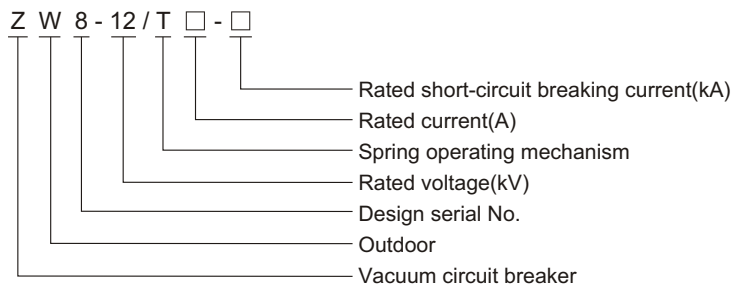 Z W 8 - 12 / T □ - □
Rated short-circuit breaking current(kA)
Rated current(A)
Spring operating mechanism
Rated voltage(kV)
Design serial No.
Outdoor
Vacuum circuit breaker